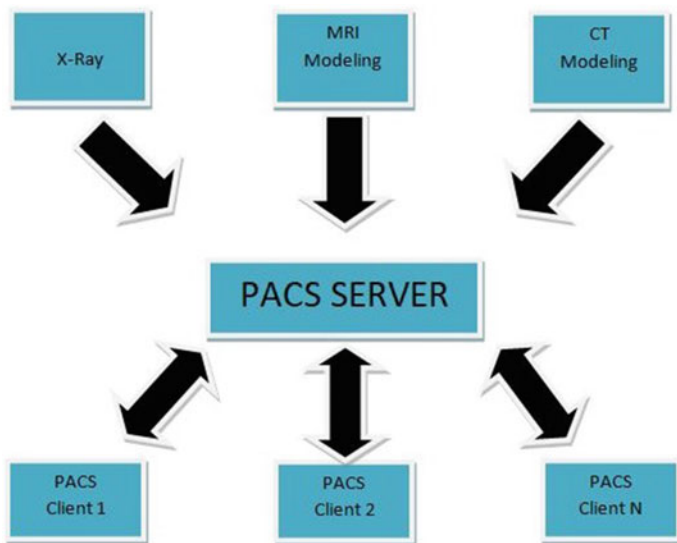 X-Ray
MRI
Modeling
CT
Modeling
PACS SERVER
PACS
Client 1
PACS
Client 2
PACS
Client N